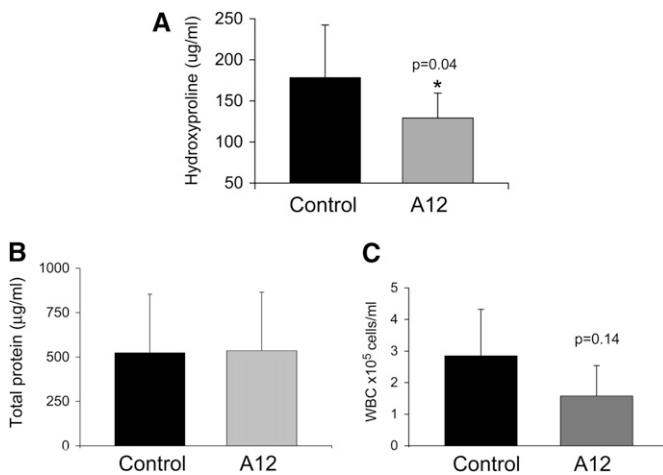 A
Hydroxyproline (ug/ml)
250
200
150
100
50
p=0.04
*
Control A12
B
Total protein (µg/ml)
1000
750
500
250
0
Control A12
C
WBC x10⁵ cells/ml
5
4
3
2
1
0
p=0.14
Control A12